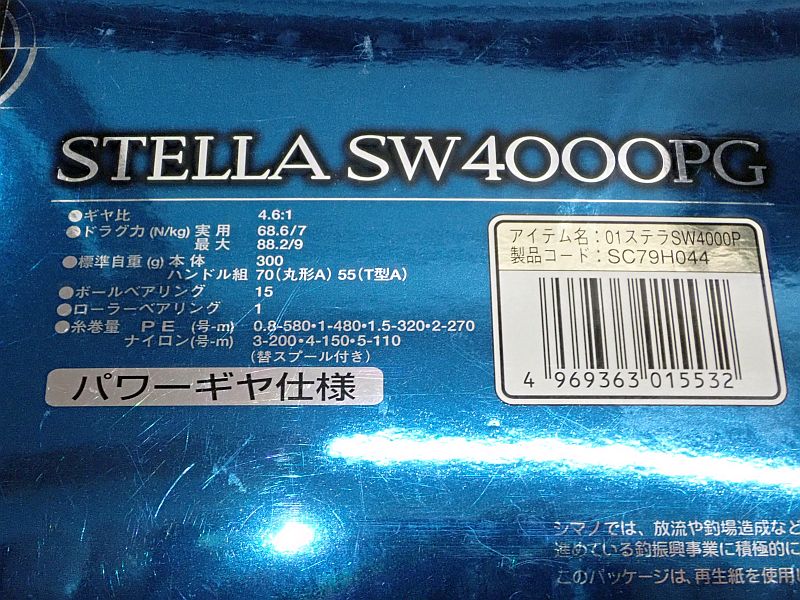 STELLA SW4000PG
●ギヤ比 4.6:1
●ドラグ力(N/kg) 実用 68.6/7
最大 88.2/9
●標準自重(g) 本体 300
ハンドル組 70(丸形A) 55(T型A)
●ボールベアリング 15
●ローラーベアリング 1
●糸巻量 PE (号-m) 0.8-580•1-480•1.5-320•2-270
ナイロン(号-m) 3-200•4-150•5-110
(替スプール付き)
パワーギヤ仕様
アイテム名:01ステラSW4000P
製品コード:SC79H044
4 969363 015532
シマノでは、放流や釣場造成など
進めている釣振興事業に積極的に
このパッケージは、再生紙を使用し